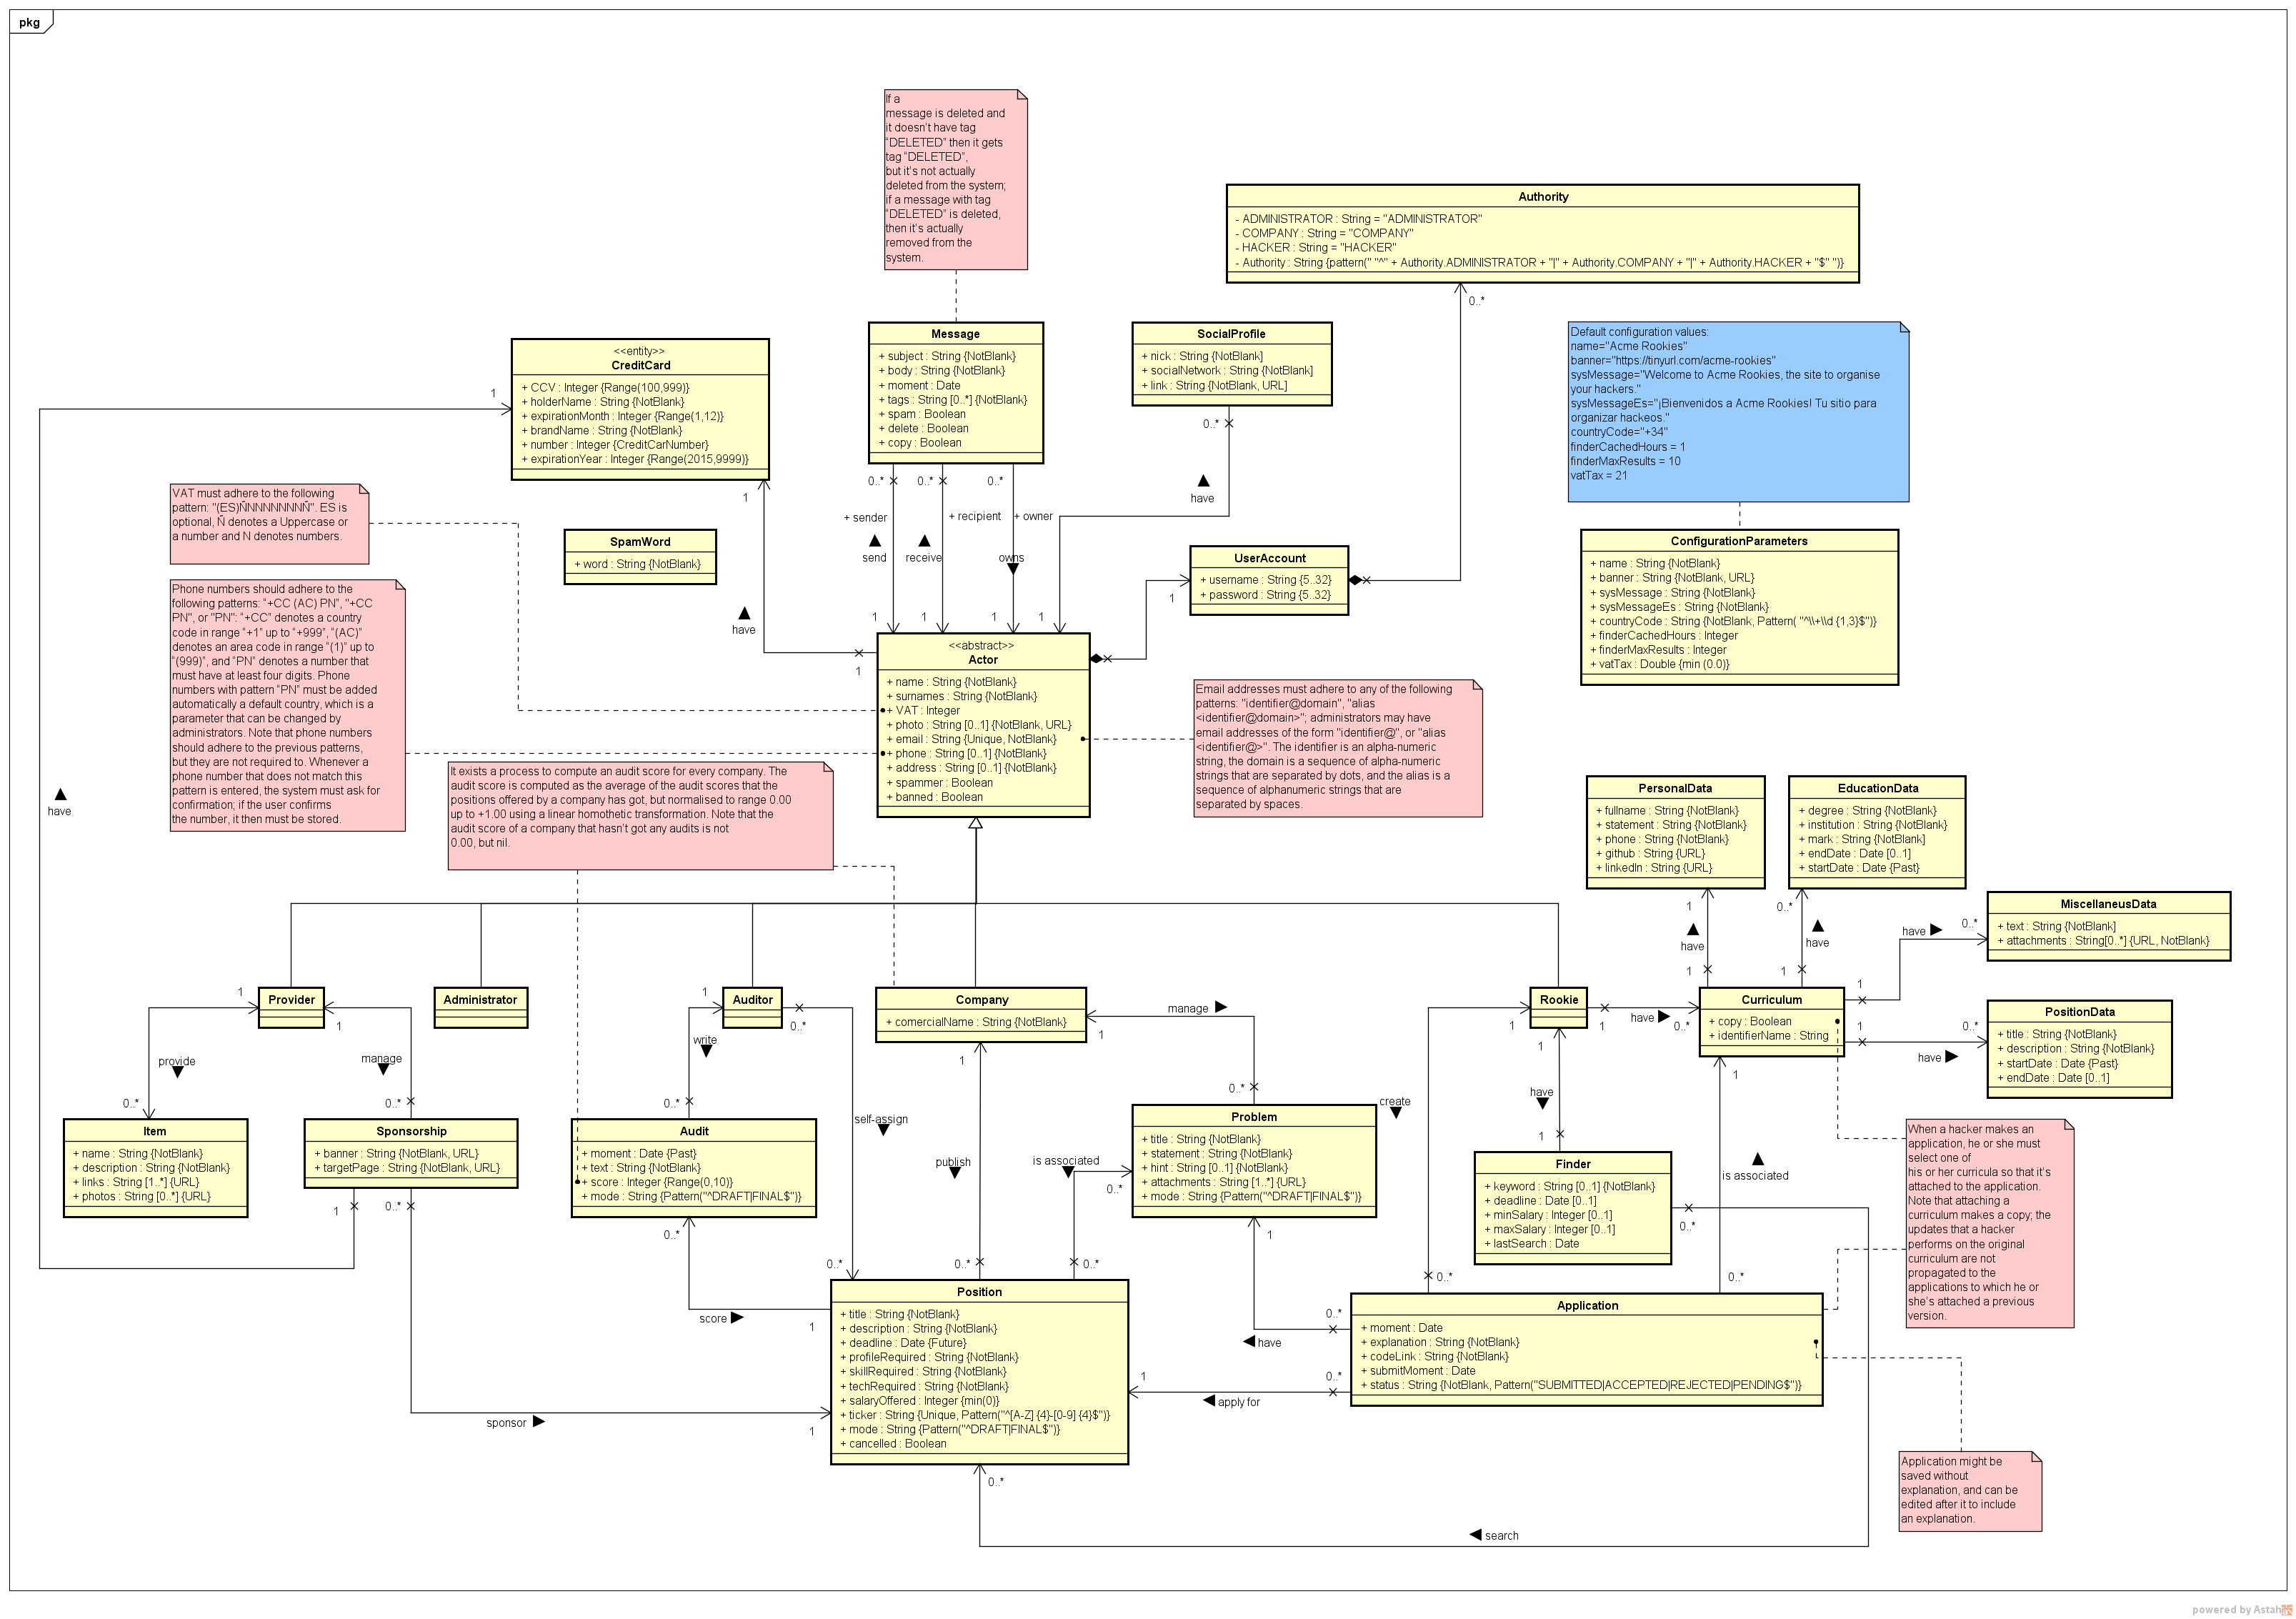 pkg
If a
message is deleted and
it doesn't have tag
"DELETED" then it gets
tag "DELETED",
but it's not actually
deleted from the system;
if a message with tag
"DELETED" is deleted,
then it's actually
removed from the
system.
Authority
- ADMINISTRATOR : String = "ADMINISTRATOR"
- COMPANY : String = "COMPANY"
- HACKER : String = "HACKER"
- Authority : String {pattern(" "^" + Authority.ADMINISTRATOR + "|" + Authority.COMPANY + "|" + Authority.HACKER + "$" ")}
0..*
<<entity>>
CreditCard
+ CCV : Integer {Range(100,999)}
+ holderName : String {NotBlank}
+ expirationMonth : Integer {Range(1,12)}
+ brandName : String {NotBlank}
+ number : Integer {CreditCarNumber}
+ expirationYear : Integer {Range(2015,9999)}
1
1
Message
+ subject : String {NotBlank}
+ body : String {NotBlank}
+ moment : Date
+ tags : String [0..*] {NotBlank}
+ spam : Boolean
+ delete : Boolean
+ copy : Boolean
SocialProfile
+ nick : String {NotBlank]
+ socialNetwork : String {NotBlank]
+ link : String {NotBlank, URL]
0..*
have
Default configuration values:
name="Acme Rookies"
banner="https://tinyurl.com/acme-rookies"
sysMessage="Welcome to Acme Rookies, the site to organise
your hackers."
sysMessageEs="¡Bienvenidos a Acme Rookies! Tu sitio para
organizar hackeos."
countryCode="+34"
finderCachedHours = 1
finderMaxResults = 10
vatTax = 21
VAT must adhere to the following
pattern: "(ES)ÑNNNNNNNÑ". ES is
optional, Ñ denotes a Uppercase or
a number and N denotes numbers.
SpamWord
+ word : String {NotBlank}
0..*
0..*
0..*
+ sender
+ recipient
+ owner
send
receive
owns
1
1
1
1
UserAccount
+ username : String {5..32}
+ password : String {5..32}
1
ConfigurationParameters
+ name : String {NotBlank}
+ banner : String {NotBlank, URL}
+ sysMessage : String {NotBlank}
+ sysMessageEs : String {NotBlank}
+ countryCode : String {NotBlank, Pattern( "^\\+\\d {1,3}$")}
+ finderCachedHours : Integer
+ finderMaxResults : Integer
+ vatTax : Double {min (0.0)}
Phone numbers should adhere to the
following patterns: "+CC (AC) PN", "+CC
PN", or "PN": "+CC" denotes a country
code in range "+1" up to "+999", "(AC)"
denotes an area code in range "(1)" up to
"(999)", and "PN" denotes a number that
must have at least four digits. Phone
numbers with pattern "PN" must be added
automatically a default country, which is a
parameter that can be changed by
administrators. Note that phone numbers
should adhere to the previous patterns,
but they are not required to. Whenever a
phone number that does not match this
pattern is entered, the system must ask for
confirmation; if the user confirms
the number, it then must be stored.
have
1
<<abstract>>
Actor
+ name : String {NotBlank}
+ surnames : String {NotBlank}
+ VAT : Integer
+ photo : String [0..1] {NotBlank, URL}
+ email : String {Unique, NotBlank}
+ phone : String [0..1] {NotBlank}
+ address : String [0..1] {NotBlank}
+ spammer : Boolean
+ banned : Boolean
Email addresses must adhere to any of the following
patterns: "identifier@domain", "alias
<identifier@domain>"; administrators may have
email addresses of the form "identifier@", or "alias
<identifier@>". The identifier is an alpha-numeric
string, the domain is a sequence of alpha-numeric
strings that are separated by dots, and the alias is a
sequence of alphanumeric strings that are
separated by spaces.
have
It exists a process to compute an audit score for every company. The
audit score is computed as the average of the audit scores that the
positions offered by a company has got, but normalised to range 0.00
up to +1.00 using a linear homothetic transformation. Note that the
audit score of a company that hasn't got any audits is not
0.00, but nil.
PersonalData
+ fullname : String {NotBlank}
+ statement : String {NotBlank}
+ phone : String {NotBlank}
+ github : String {URL}
+ linkedIn : String {URL}
EducationData
+ degree : String {NotBlank}
+ institution : String {NotBlank}
+ mark : String {NotBlank]
+ endDate : Date [0..1]
+ startDate : Date {Past}
MiscellaneusData
+ text : String {NotBlank]
+ attachments : String[0..*] {URL, NotBlank}
1
0..*
have
have
have
0..*
1
1
1
Provider
Administrator
Auditor
Company
+ comercialName : String {NotBlank}
Rookie
Curriculum
+ copy : Boolean
+ identifierName : String
PositionData
+ title : String {NotBlank}
+ description : String {NotBlank}
+ startDate : Date {Past}
+ endDate : Date [0..1]
1
1
1
0..*
manage
1
1
1
have
0..*
1
0..*
have
1
1
provide
manage
write
0..*
0..*
0..*
self-assign
publish
is associated
0..*
0..*
create
have
1
1
Item
+ name : String {NotBlank}
+ description : String {NotBlank}
+ links : String [1..*] {URL}
+ photos : String [0..*] {URL}
Sponsorship
+ banner : String {NotBlank, URL}
+ targetPage : String {NotBlank, URL}
Audit
+ moment : Date {Past}
+ text : String {NotBlank}
+ score : Integer {Range(0,10)}
+ mode : String {Pattern("^DRAFT|FINAL$")}
Problem
+ title : String {NotBlank}
+ statement : String {NotBlank}
+ hint : String [0..1] {NotBlank}
+ attachments : String [1..*] {URL}
+ mode : String {Pattern("^DRAFT|FINAL$")}
Finder
+ keyword : String [0..1] {NotBlank}
+ deadline : Date [0..1]
+ minSalary : Integer [0..1]
+ maxSalary : Integer [0..1]
+ lastSearch : Date
is associated
When a hacker makes an
application, he or she must
select one of
his or her curricula so that it's
attached to the application.
Note that attaching a
curriculum makes a copy; the
updates that a hacker
performs on the original
curriculum are not
propagated to the
applications to which he or
she's attached a previous
version.
1
0..*
0..*
0..*
0..*
0..*
1
0..*
0..*
0..*
score
1
Position
+ title : String {NotBlank}
+ description : String {NotBlank}
+ deadline : Date {Future}
+ profileRequired : String {NotBlank}
+ skillRequired : String {NotBlank}
+ techRequired : String {NotBlank}
+ salaryOffered : Integer {min(0)}
+ ticker : String {Unique, Pattern("^[A-Z] {4}-[0-9] {4}$")}
+ mode : String {Pattern("^DRAFT|FINAL$")}
+ cancelled : Boolean
Application
+ moment : Date
+ explanation : String {NotBlank}
+ codeLink : String {NotBlank}
+ submitMoment : Date
+ status : String {NotBlank, Pattern("SUBMITTED|ACCEPTED|REJECTED|PENDING$")}
0..*
have
1
0..*
apply for
sponsor
1
0..*
search
Application might be
saved without
explanation, and can be
edited after it to include
an explanation.
powered by Astah